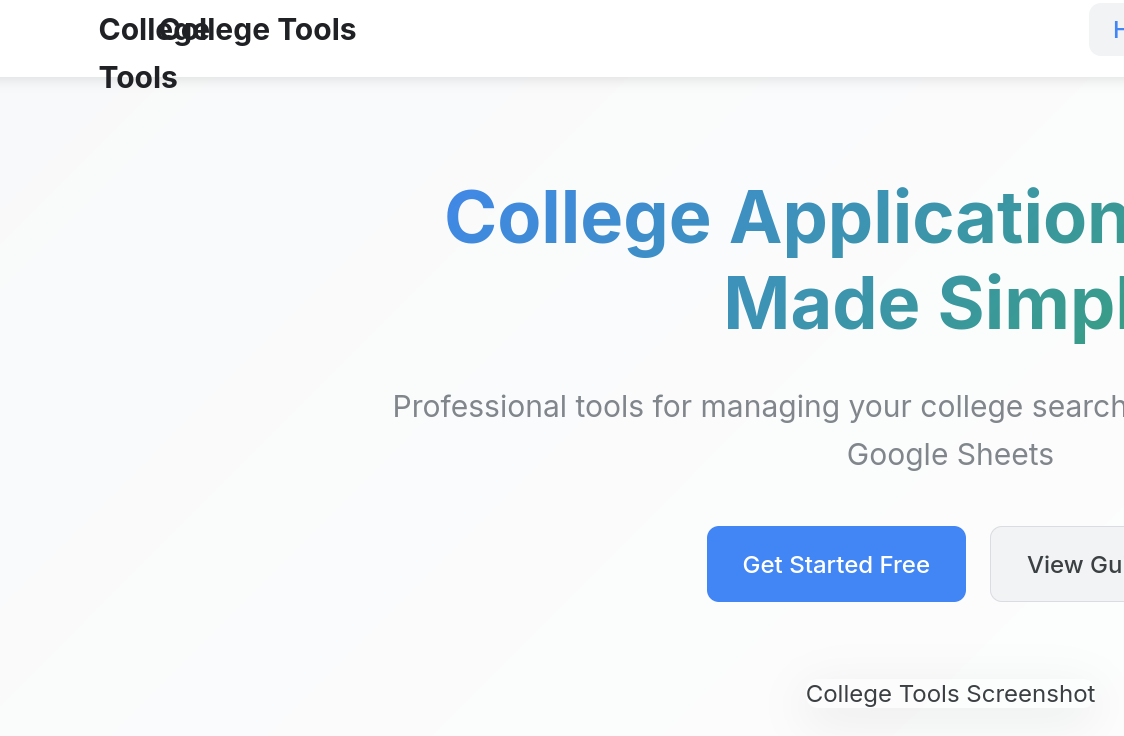 College
Tools
College Tools
H
College Application
Made Simpl
Professional tools for managing your college search
Google Sheets
Get Started Free
View Gu
College Tools Screenshot